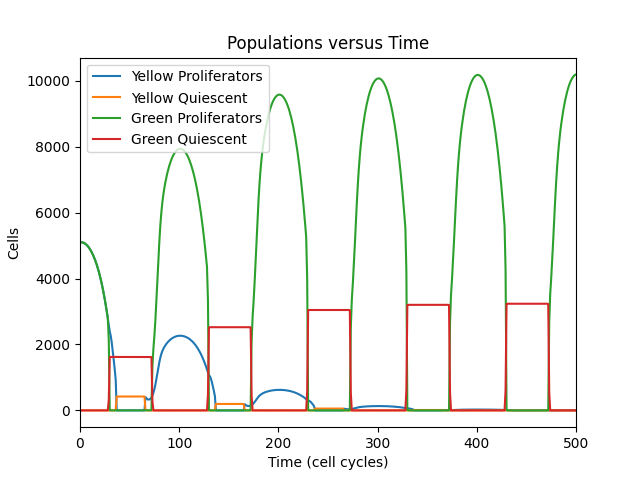 Populations versus Time
Yellow Proliferators
Yellow Quiescent
Green Proliferators
Green Quiescent
10000
8000
6000
4000
2000
0
Cells
0 100 200 300 400 500
Time (cell cycles)